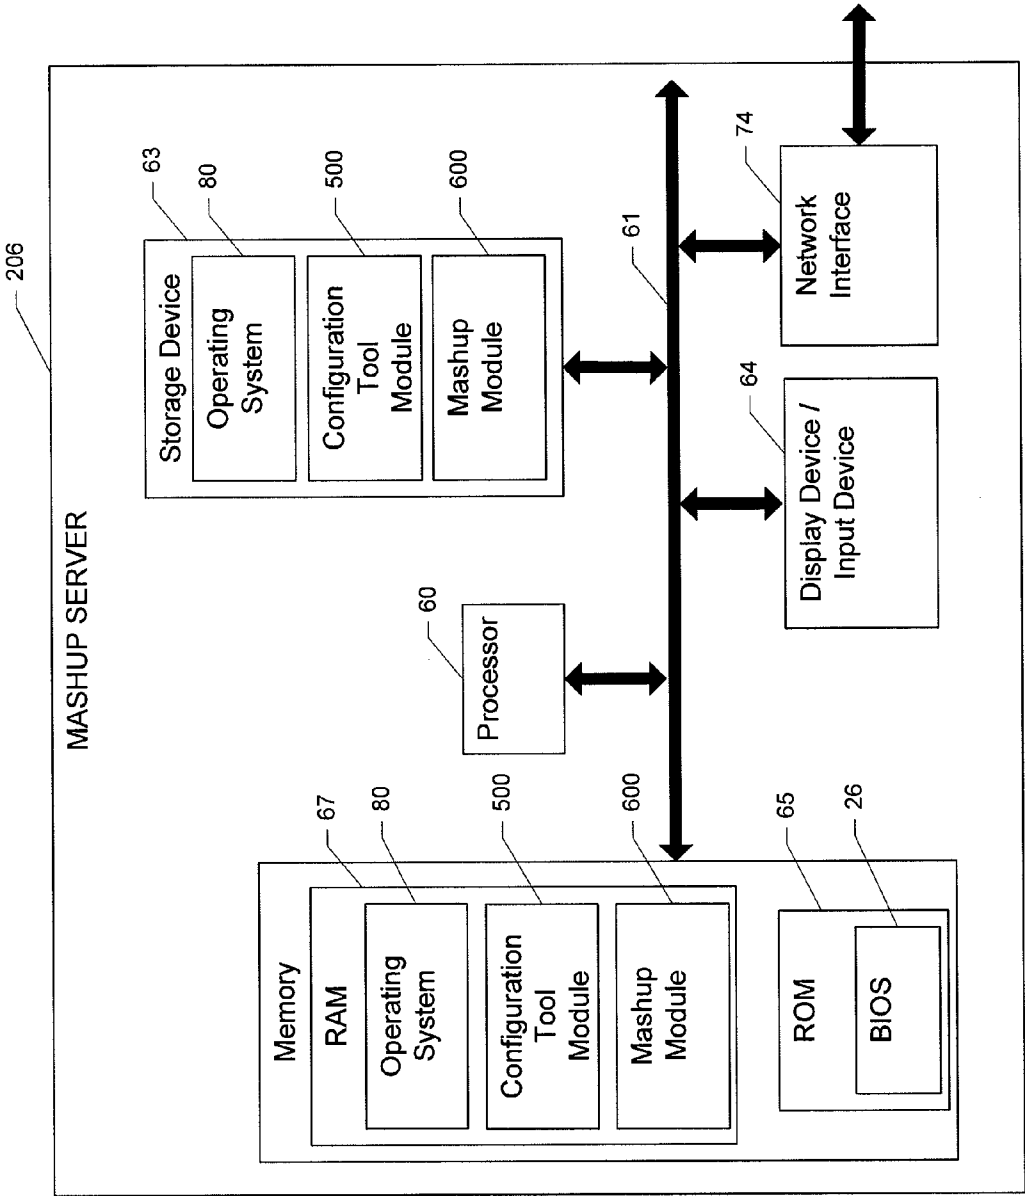 206
MASHUP SERVER
Memory
RAM
67
Operating
System
80
Configuration
Tool
Module
500
Mashup
Module
600
ROM
65
BIOS
26
Processor
60
Storage Device
63
Operating
System
80
Configuration
Tool
Module
500
Mashup
Module
600
61
Display Device /
Input Device
64
Network
Interface
74